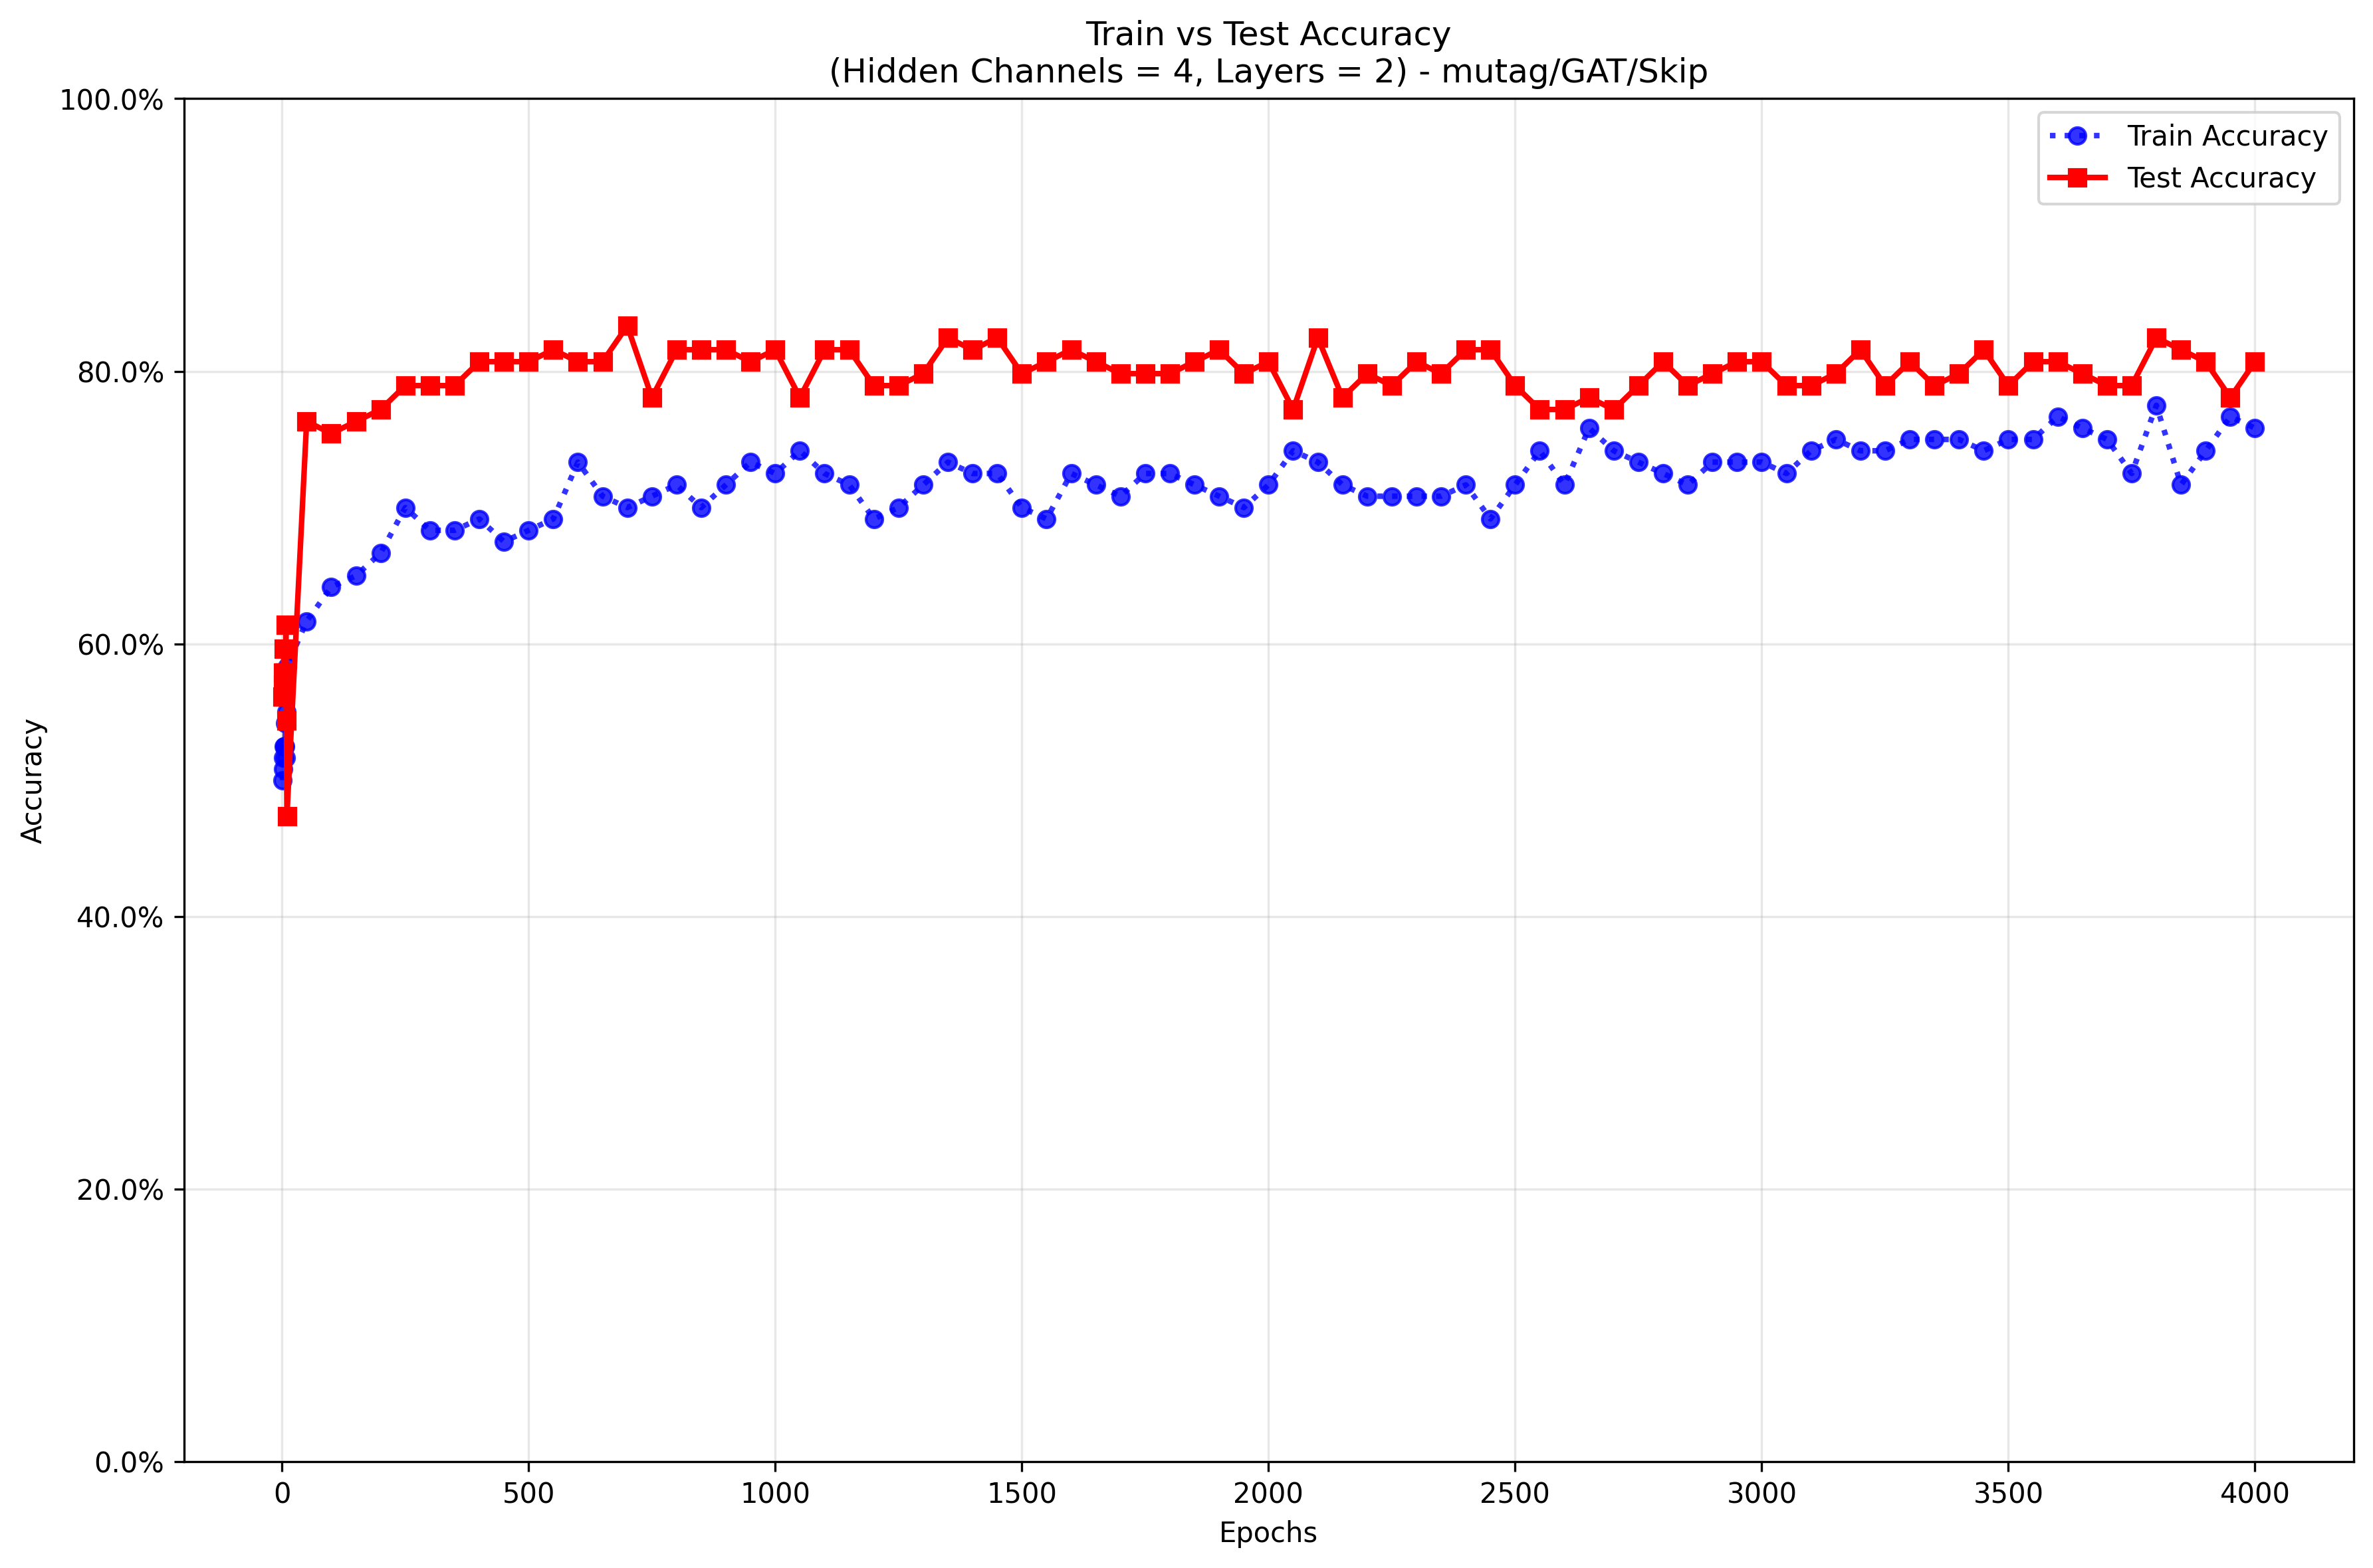 Train vs Test Accuracy
(Hidden Channels = 4, Layers = 2) - mutag/GAT/Skip
100.0%
80.0%
60.0%
40.0%
20.0%
0.0%
Accuracy
Train Accuracy
Test Accuracy
0 500 1000 1500 2000 2500 3000 3500 4000
Epochs